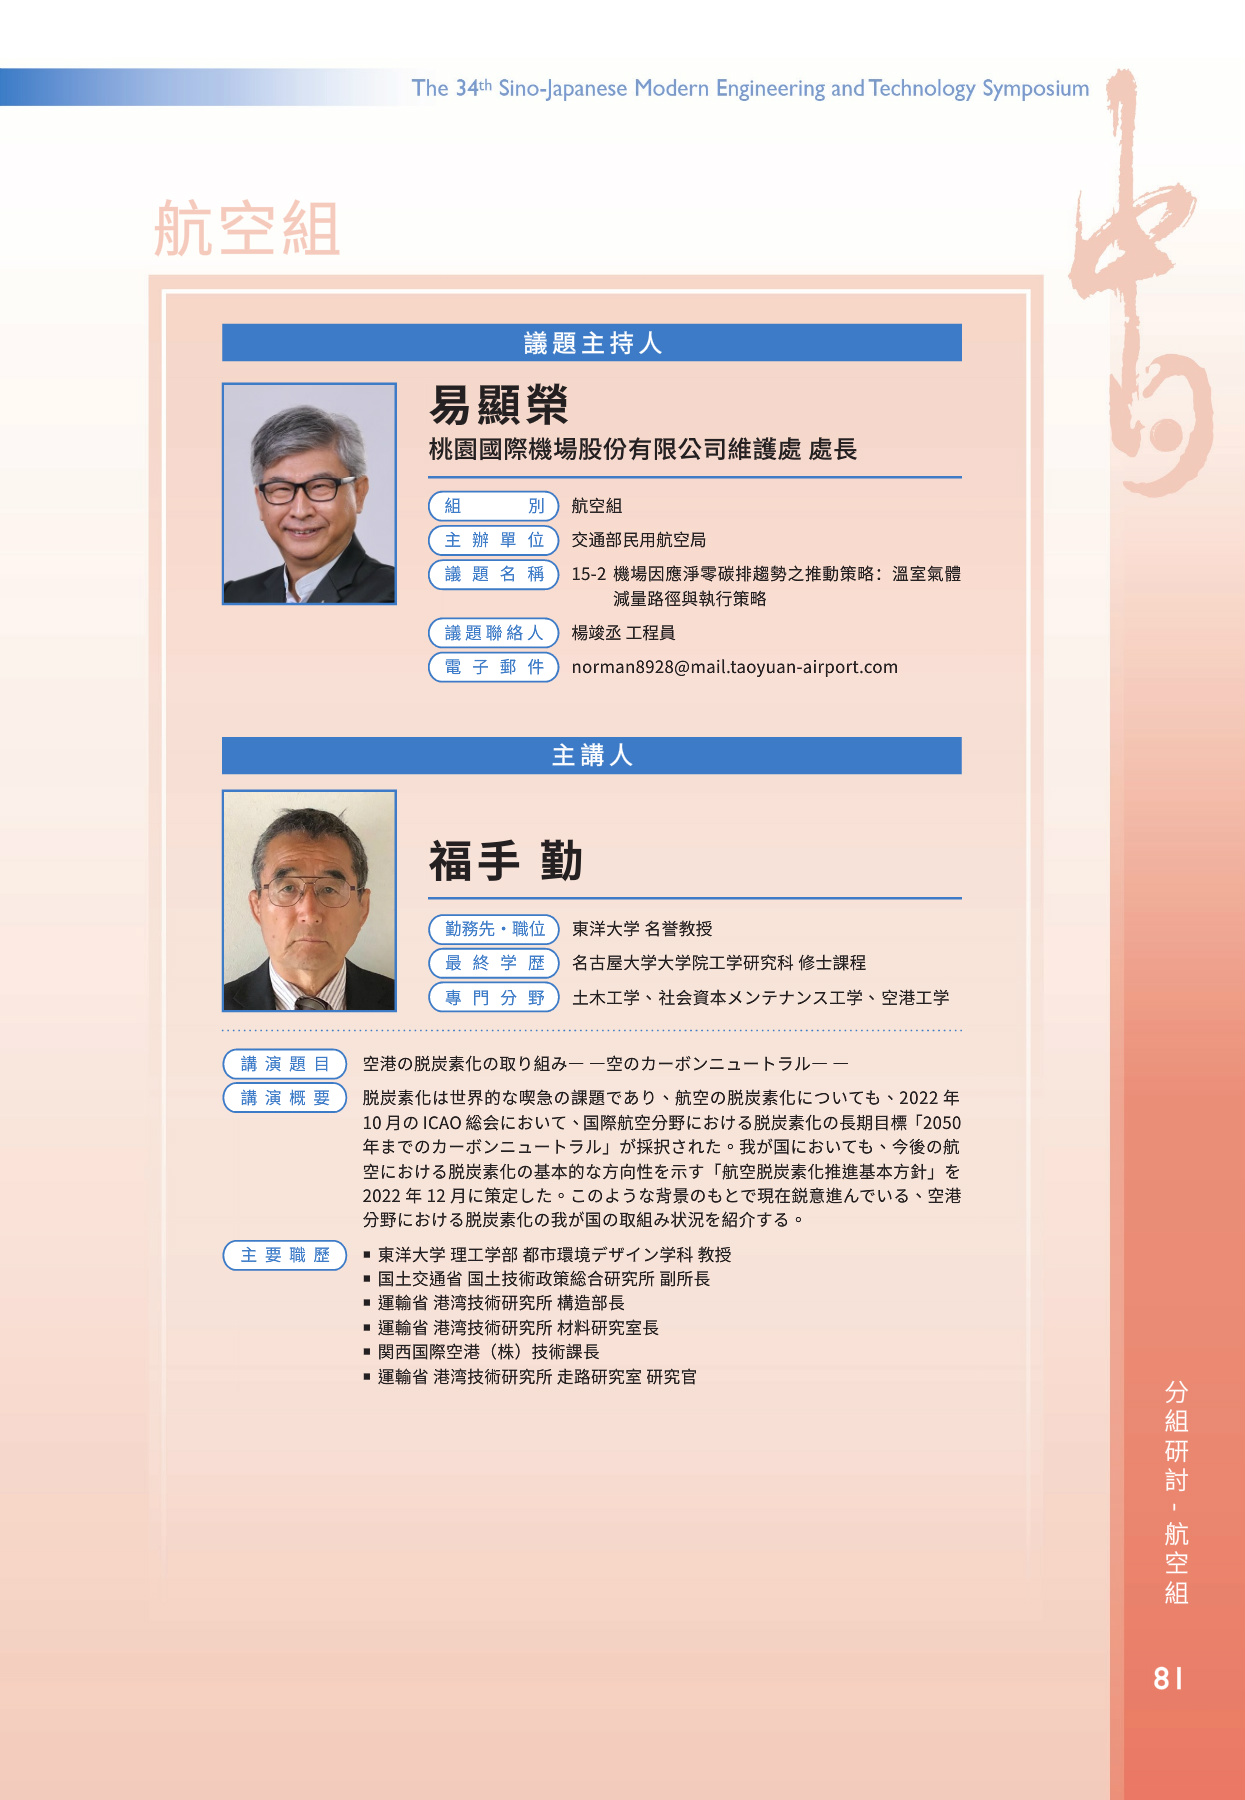 The 34th Sino-Japanese Modern Engineering and Technology Symposium
航空組
議題主持人
易顯榮
桃園國際機場股份有限公司維護處 處長
組別 航空組
主辦單位 交通部民用航空局
議題名稱 15-2 機場因應淨零碳排趨勢之推動策略：溫室氣體
減量路徑與執行策略
議題聯絡人 楊竣丞 工程員
電子郵件 norman8928@mail.taoyuan-airport.com
主講人
福手 勤
勤務先・職位 東洋大学 名誉教授
最終学歴 名古屋大学大学院工学研究科 修士課程
專門分野 土木工学、社会資本メンテナンス工学、空港工学
講演題目 空港の脱炭素化の取り組み— —空のカーボンニュートラル— —
講演概要 脱炭素化は世界的な喫急の課題であり、航空の脱炭素化についても、2022 年
10 月の ICAO 総会において、国際航空分野における脱炭素化の長期目標「2050
年までのカーボンニュートラル」が採択された。我が国においても、今後の航
空における脱炭素化の基本的な方向性を示す「航空脱炭素化推進基本方針」を
2022 年 12 月に策定した。このような背景のもとで現在鋭意進んでいる、空港
分野における脱炭素化の我が国の取組み状況を紹介する。
主要職歷 ▪ 東洋大学 理工学部 都市環境デザイン学科 教授
▪ 国土交通省 国土技術政策総合研究所 副所長
▪ 運輸省 港湾技術研究所 構造部長
▪ 運輸省 港湾技術研究所 材料研究室長
▪ 関西国際空港（株）技術課長
▪ 運輸省 港湾技術研究所 走路研究室 研究官
中日
分組研討-航空組
81